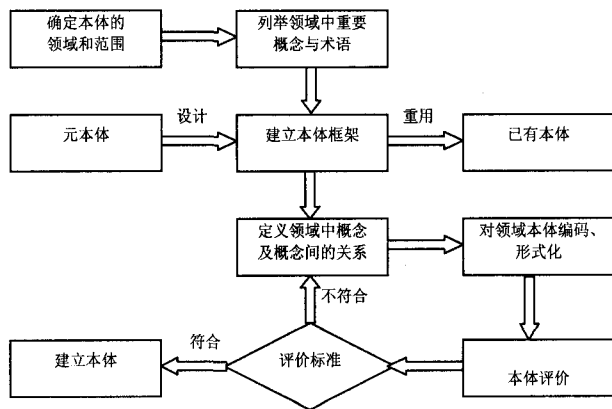 确定本体的
领域和范围
列举领域中重要
概念与术语
设计
重用
元本体
建立本体框架
已有本体
定义领域中概念
及概念间的关系
对领域本体编码、
形式化
不符合
符合
建立本体
评价标准
本体评价